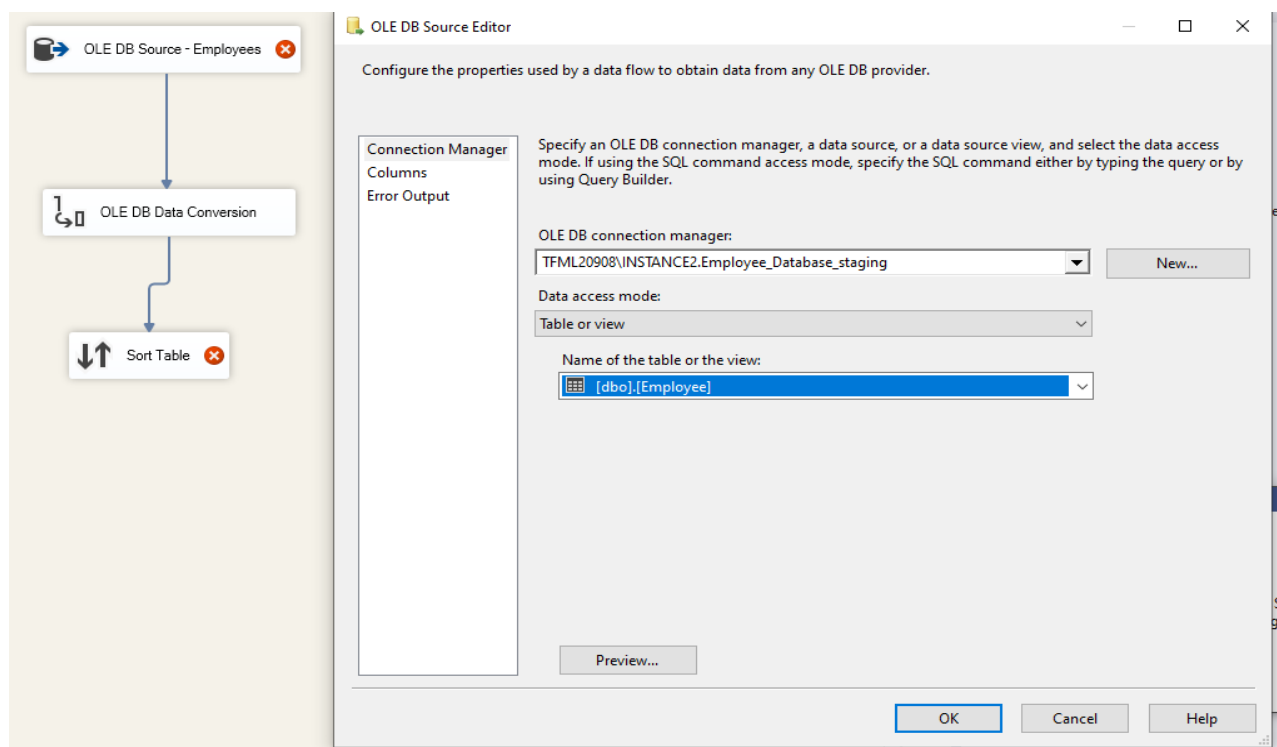 OLE DB Source - Employees
OLE DB Data Conversion
Sort Table
OLE DB Source Editor
Configure the properties used by a data flow to obtain data from any OLE DB provider.
Connection Manager
Columns
Error Output
Specify an OLE DB connection manager, a data source, or a data source view, and select the data access
mode. If using the SQL command access mode, specify the SQL command either by typing the query or by
using Query Builder.
OLE DB connection manager:
TFML20908\INSTANCE2.Employee_Database_staging
New...
Data access mode:
Table or view
Name of the table or the view:
[dbo].[Employee]
Preview...
OK
Cancel
Help